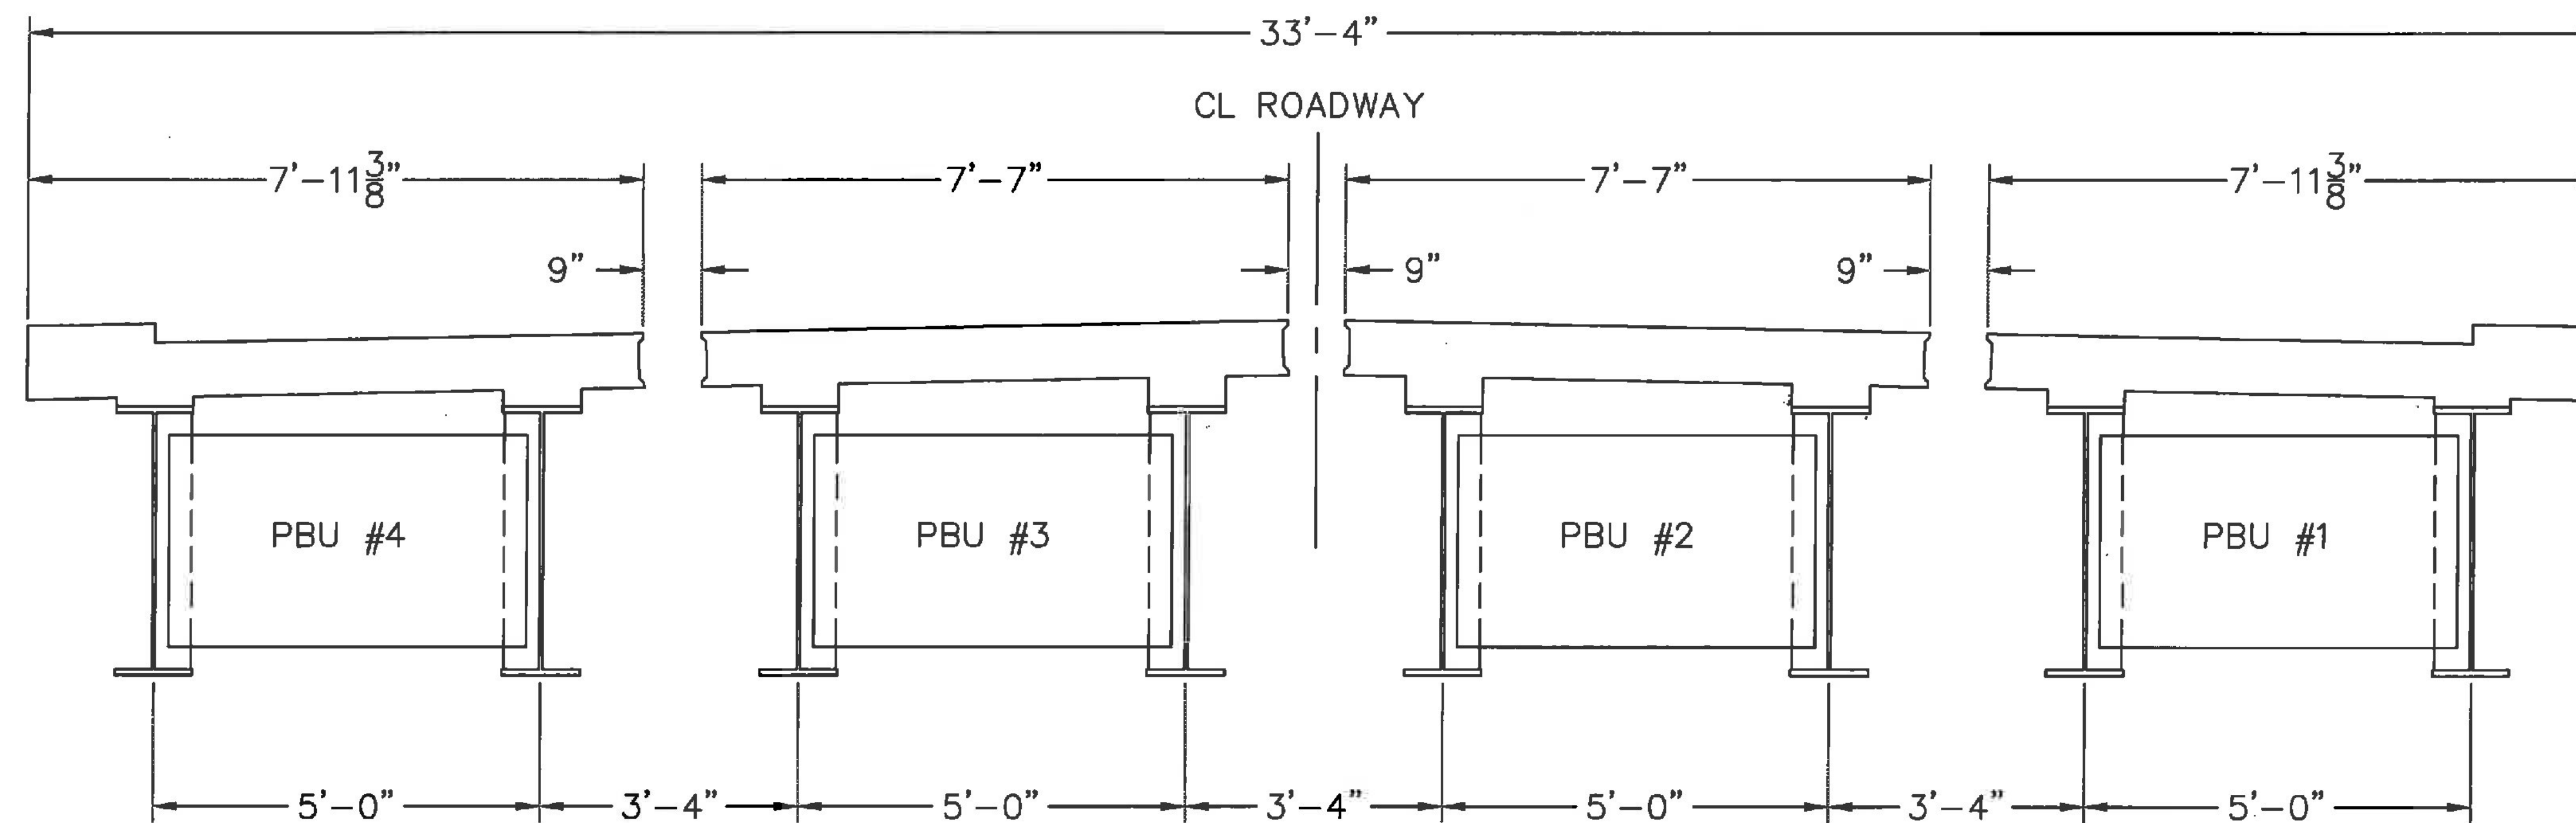 33'-4"
CL ROADWAY
7'-11 3/8" 7'-7" 7'-7" 7'-11 3/8"
9" 9" 9"
PBU #4 PBU #3 PBU #2 PBU #1
5'-0" 3'-4" 5'-0" 3'-4" 5'-0" 3'-4" 5'-0"